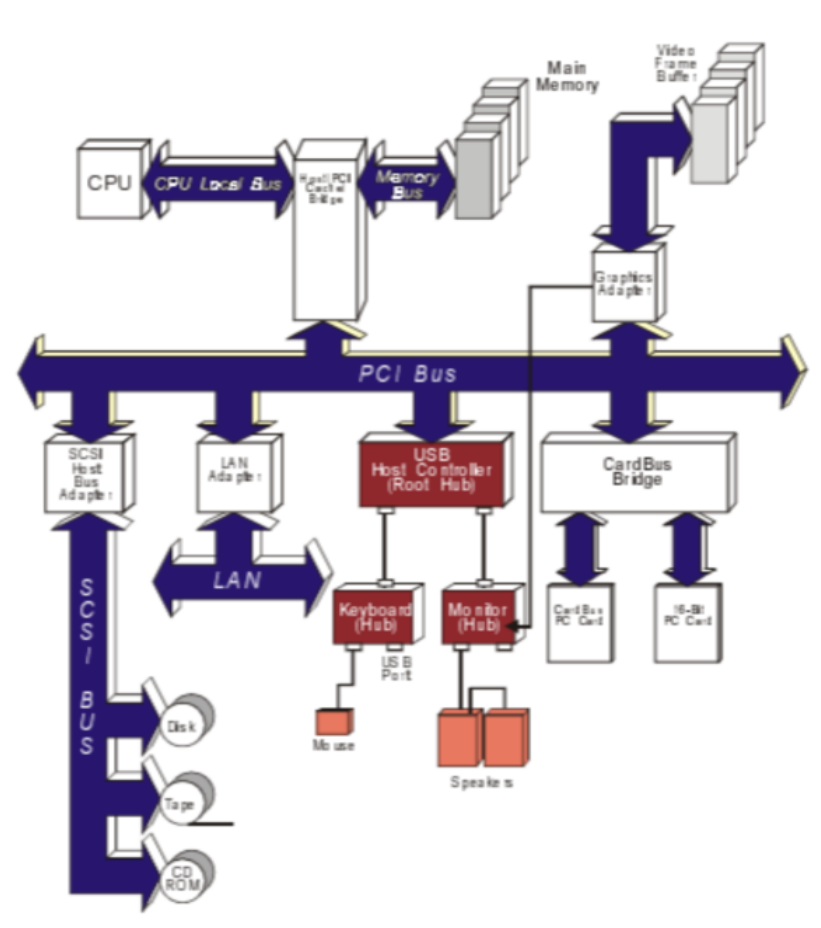 Video
Frame
Buffer
Main
Memory
CPU
CPU Local Bus
Host/PCI
Cache/
Bridge
Memory
Bus
Graphics
Adapter
PCI Bus
SCSI
Host
Bus
Adapter
LAN
Adapter
USB
Host Controller
(Root Hub)
CardBus
Bridge
LAN
Keyboard
(Hub)
Monitor
(Hub)
CardBus
PC Card
16-Bit
PC Card
USB
Port
SCSI BUS
Disk
Mouse
Speakers
Tape
CD
ROM